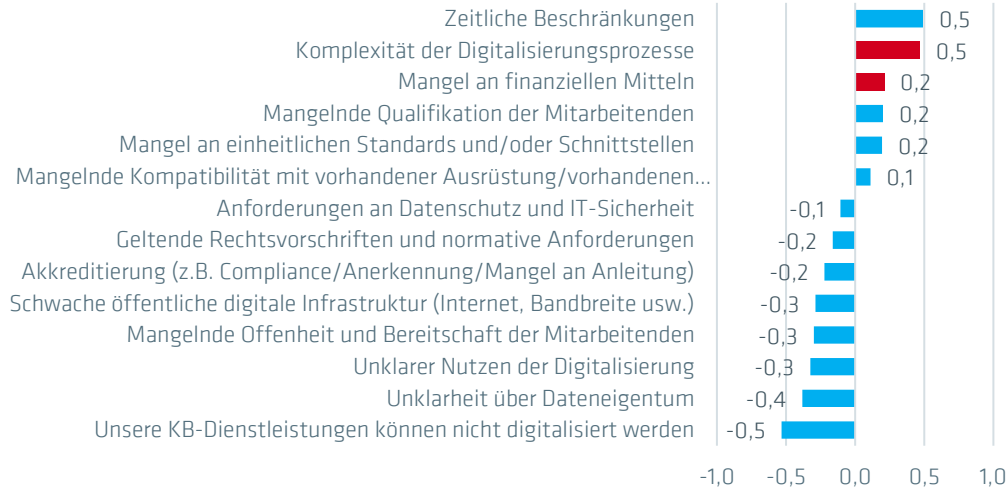 Zeitliche Beschränkungen 0,5
Komplexität der Digitalisierungsprozesse 0,5
Mangel an finanziellen Mitteln 0,2
Mangelnde Qualifikation der Mitarbeitenden 0,2
Mangel an einheitlichen Standards und/oder Schnittstellen 0,2
Mangelnde Kompatibilität mit vorhandener Ausrüstung/vorhandenen... 0,1
Anforderungen an Datenschutz und IT-Sicherheit -0,1
Geltende Rechtsvorschriften und normative Anforderungen -0,2
Akkreditierung (z.B. Compliance/Anerkennung/Mangel an Anleitung) -0,2
Schwache öffentliche digitale Infrastruktur (Internet, Bandbreite usw.) -0,3
Mangelnde Offenheit und Bereitschaft der Mitarbeitenden -0,3
Unklarer Nutzen der Digitalisierung -0,3
Unklarheit über Dateneigentum -0,4
Unsere KB-Dienstleistungen können nicht digitalisiert werden -0,5
-1,0 -0,5 0,0 0,5 1,0